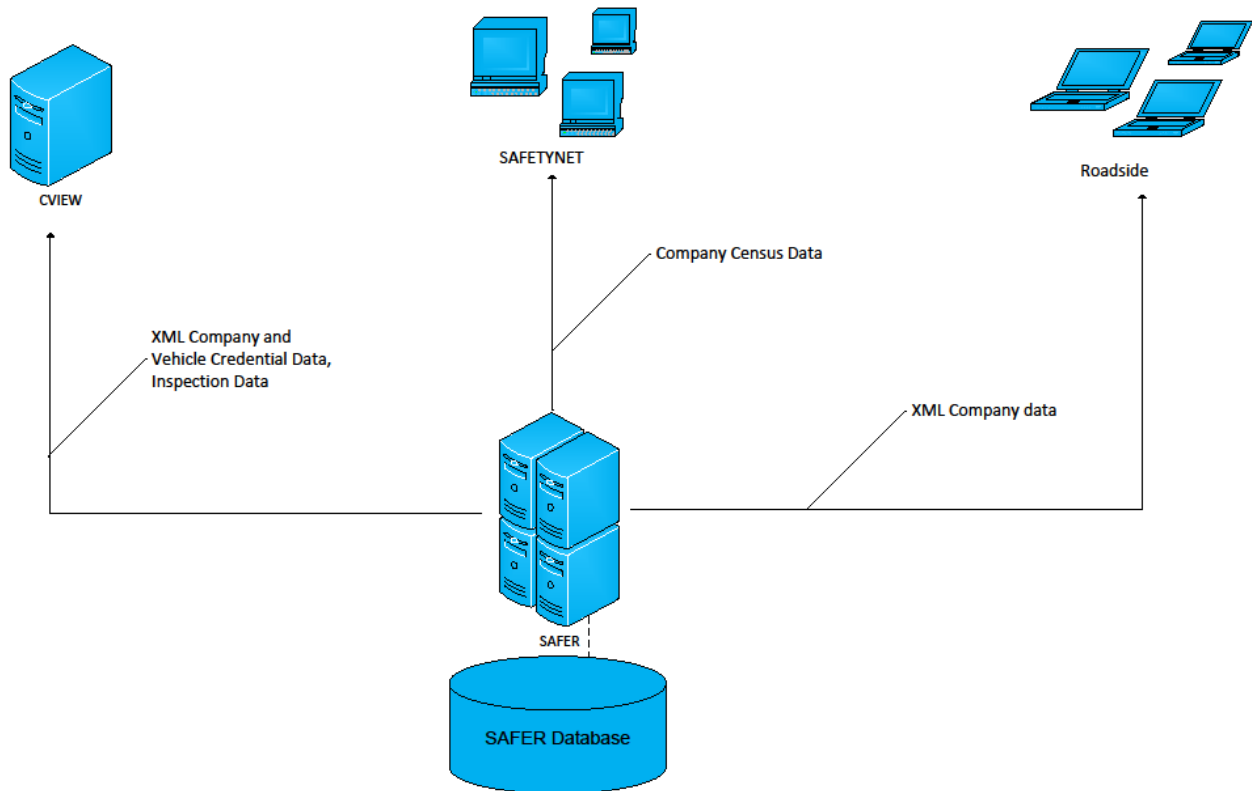 CVIEW
SAFETYNET
Roadside
Company Census Data
XML Company and
Vehicle Credential Data,
Inspection Data
XML Company data
SAFER
SAFER Database